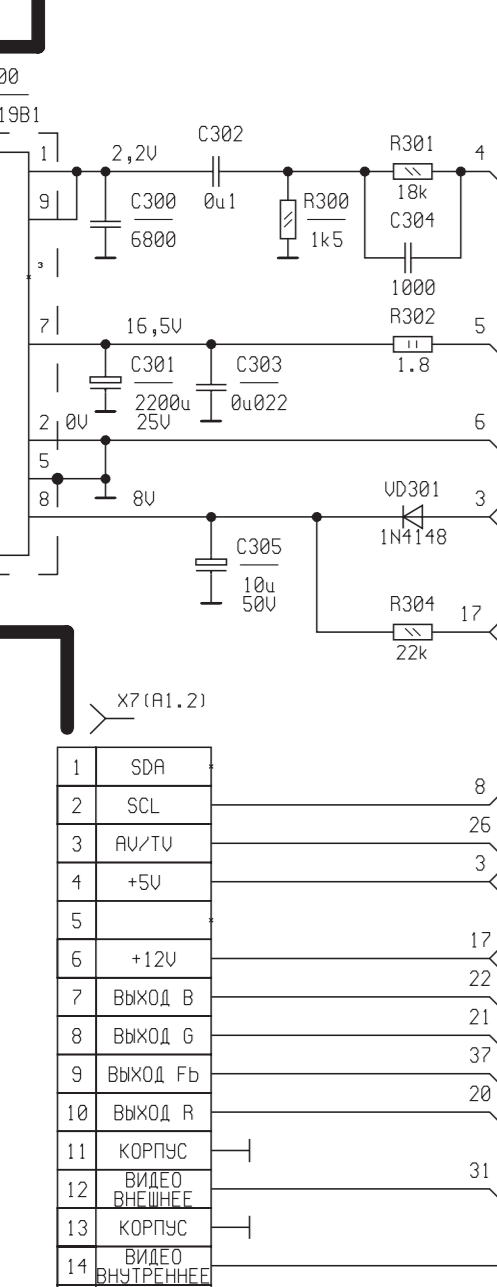 00
19B1
C302
R301
1
2,2V
4
9
C300
0u1
R300
18k
6800
1k5
C304
3
1000
7
16,5V
R302
5
C301
C303
1.8
2200u
0u022
25V
2
0V
6
5
8
8V
VD301
3
C305
1N4148
10u
50V
R304
17
22k
X7(A1.2)
1 SDA
2 SCL 8
3 AV/TV 26
4 +5V 3
5
6 +12V 17
7 ВЫХОД B 22
8 ВЫХОД G 21
9 ВЫХОД Fb 37
10 ВЫХОД R 20
11 КОРПУС
12 ВИДЕО 31
ВНЕШНЕЕ
13 КОРПУС
14 ВИДЕО
ВНУТРЕННЕЕ